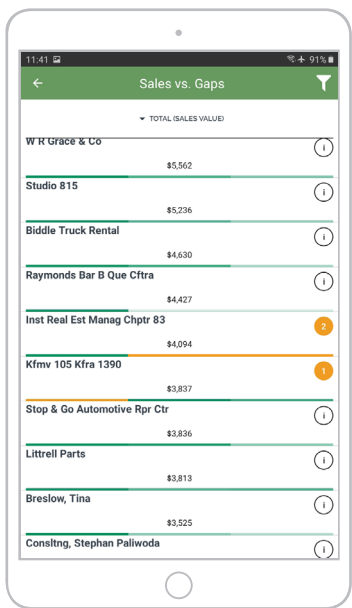 11:41 91%
Sales vs. Gaps
TOTAL (SALES VALUE)
W R Grace & Co
i
$5,562
Studio 815
i
$5,236
Biddle Truck Rental
i
$4,630
Raymonds Bar B Que Cftra
i
$4,427
Inst Real Est Manag Chptr 83
2
$4,094
Kfmv 105 Kfra 1390
1
$3,837
Stop & Go Automotive Rpr Ctr
i
$3,836
Littrell Parts
i
$3,813
Breslow, Tina
i
$3,525
Consltng, Stephan Paliwoda
i